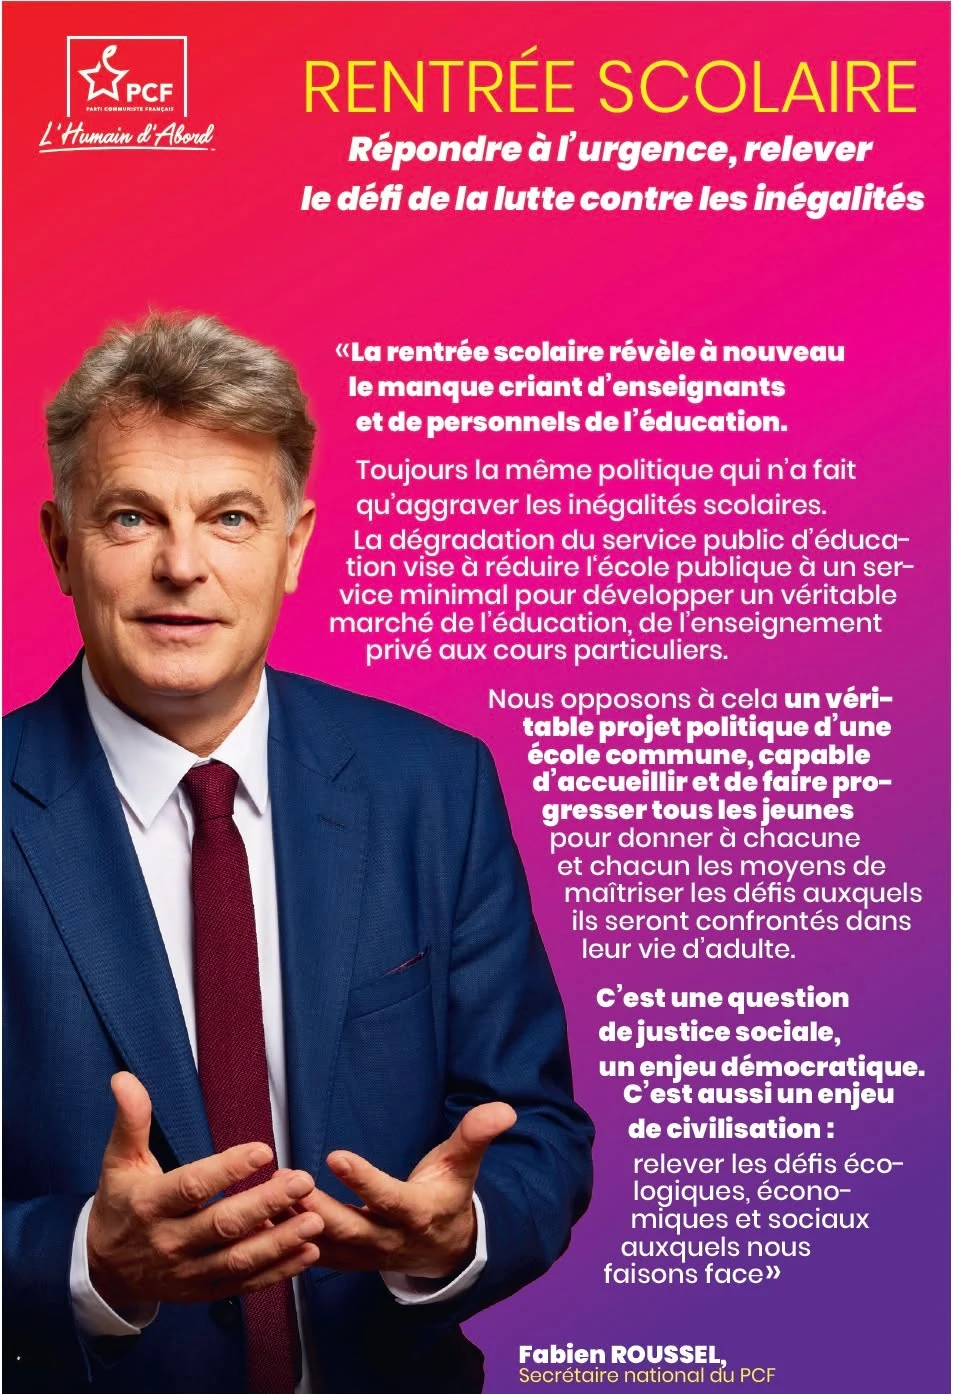 PCF
PARTI COMMUNISTE FRANÇAIS
L'Humain d'Abord
RENTRÉE SCOLAIRE
Répondre à l'urgence, relever
le défi de la lutte contre les inégalités
«La rentrée scolaire révèle à nouveau
le manque criant d'enseignants
et de personnels de l'éducation.
Toujours la même politique qui n'a fait
qu'aggraver les inégalités scolaires.
La dégradation du service public d'éduca-
tion vise à réduire l'école publique à un ser-
vice minimal pour développer un véritable
marché de l'éducation, de l'enseignement
privé aux cours particuliers.
Nous opposons à cela un véri-
table projet politique d'une
école commune, capable
d'accueillir et de faire pro-
gresser tous les jeunes
pour donner à chacune
et chacun les moyens de
maîtriser les défis auxquels
ils seront confrontés dans
leur vie d'adulte.
C'est une question
de justice sociale,
un enjeu démocratique.
C'est aussi un enjeu
de civilisation :
relever les défis éco-
logiques, écono-
miques et sociaux
auxquels nous
faisons face»
Fabien ROUSSEL,
Secrétaire national du PCF